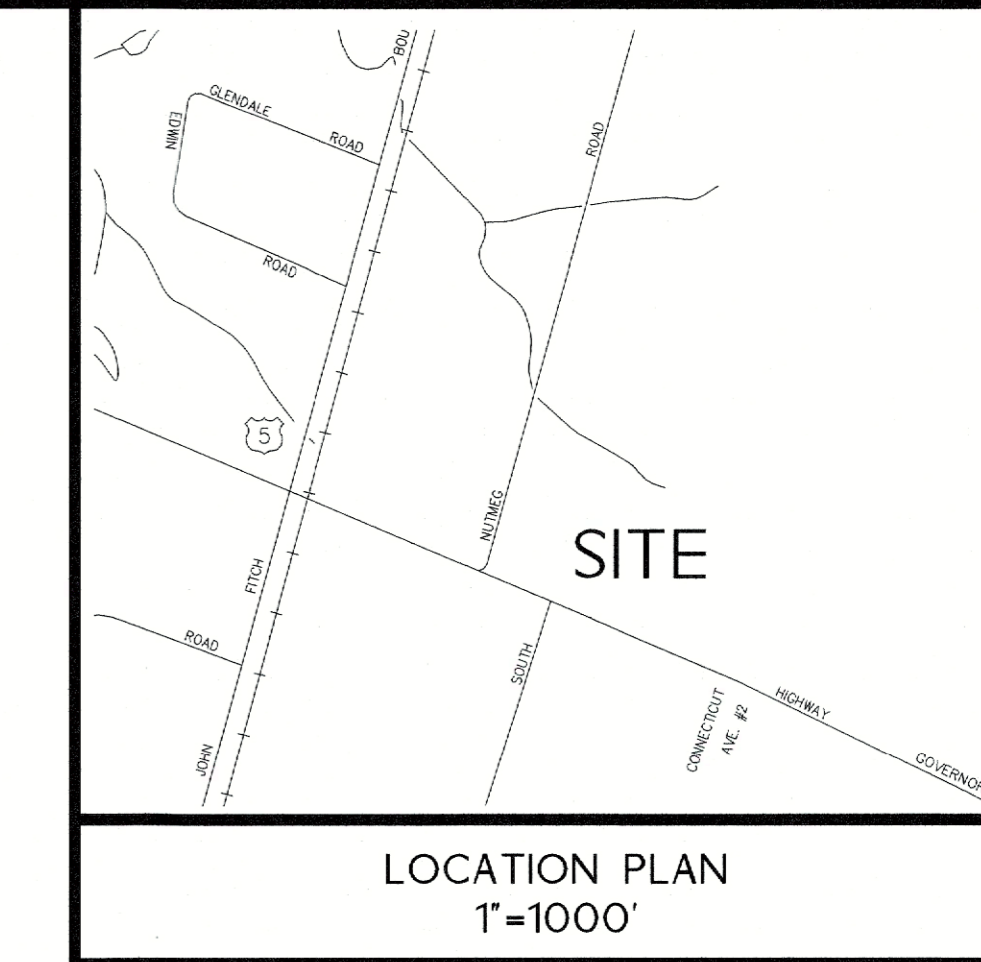 BOU
GLENDALE
ROAD
EDWIN
ROAD
ROAD
5
NUTMEG
SITE
FITCH
ROAD
SOUTH
JOHN
CONNECTICUT
AVE. #2
HIGHWAY
GOVERNOR
LOCATION PLAN
1"=1000'